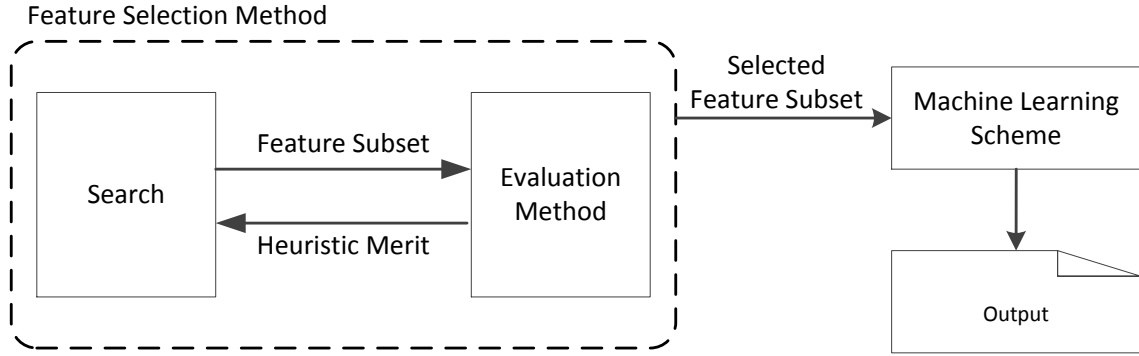 Feature Selection Method
Search
Feature Subset
Heuristic Merit
Evaluation
Method
Selected
Feature Subset
Machine Learning
Scheme
Output